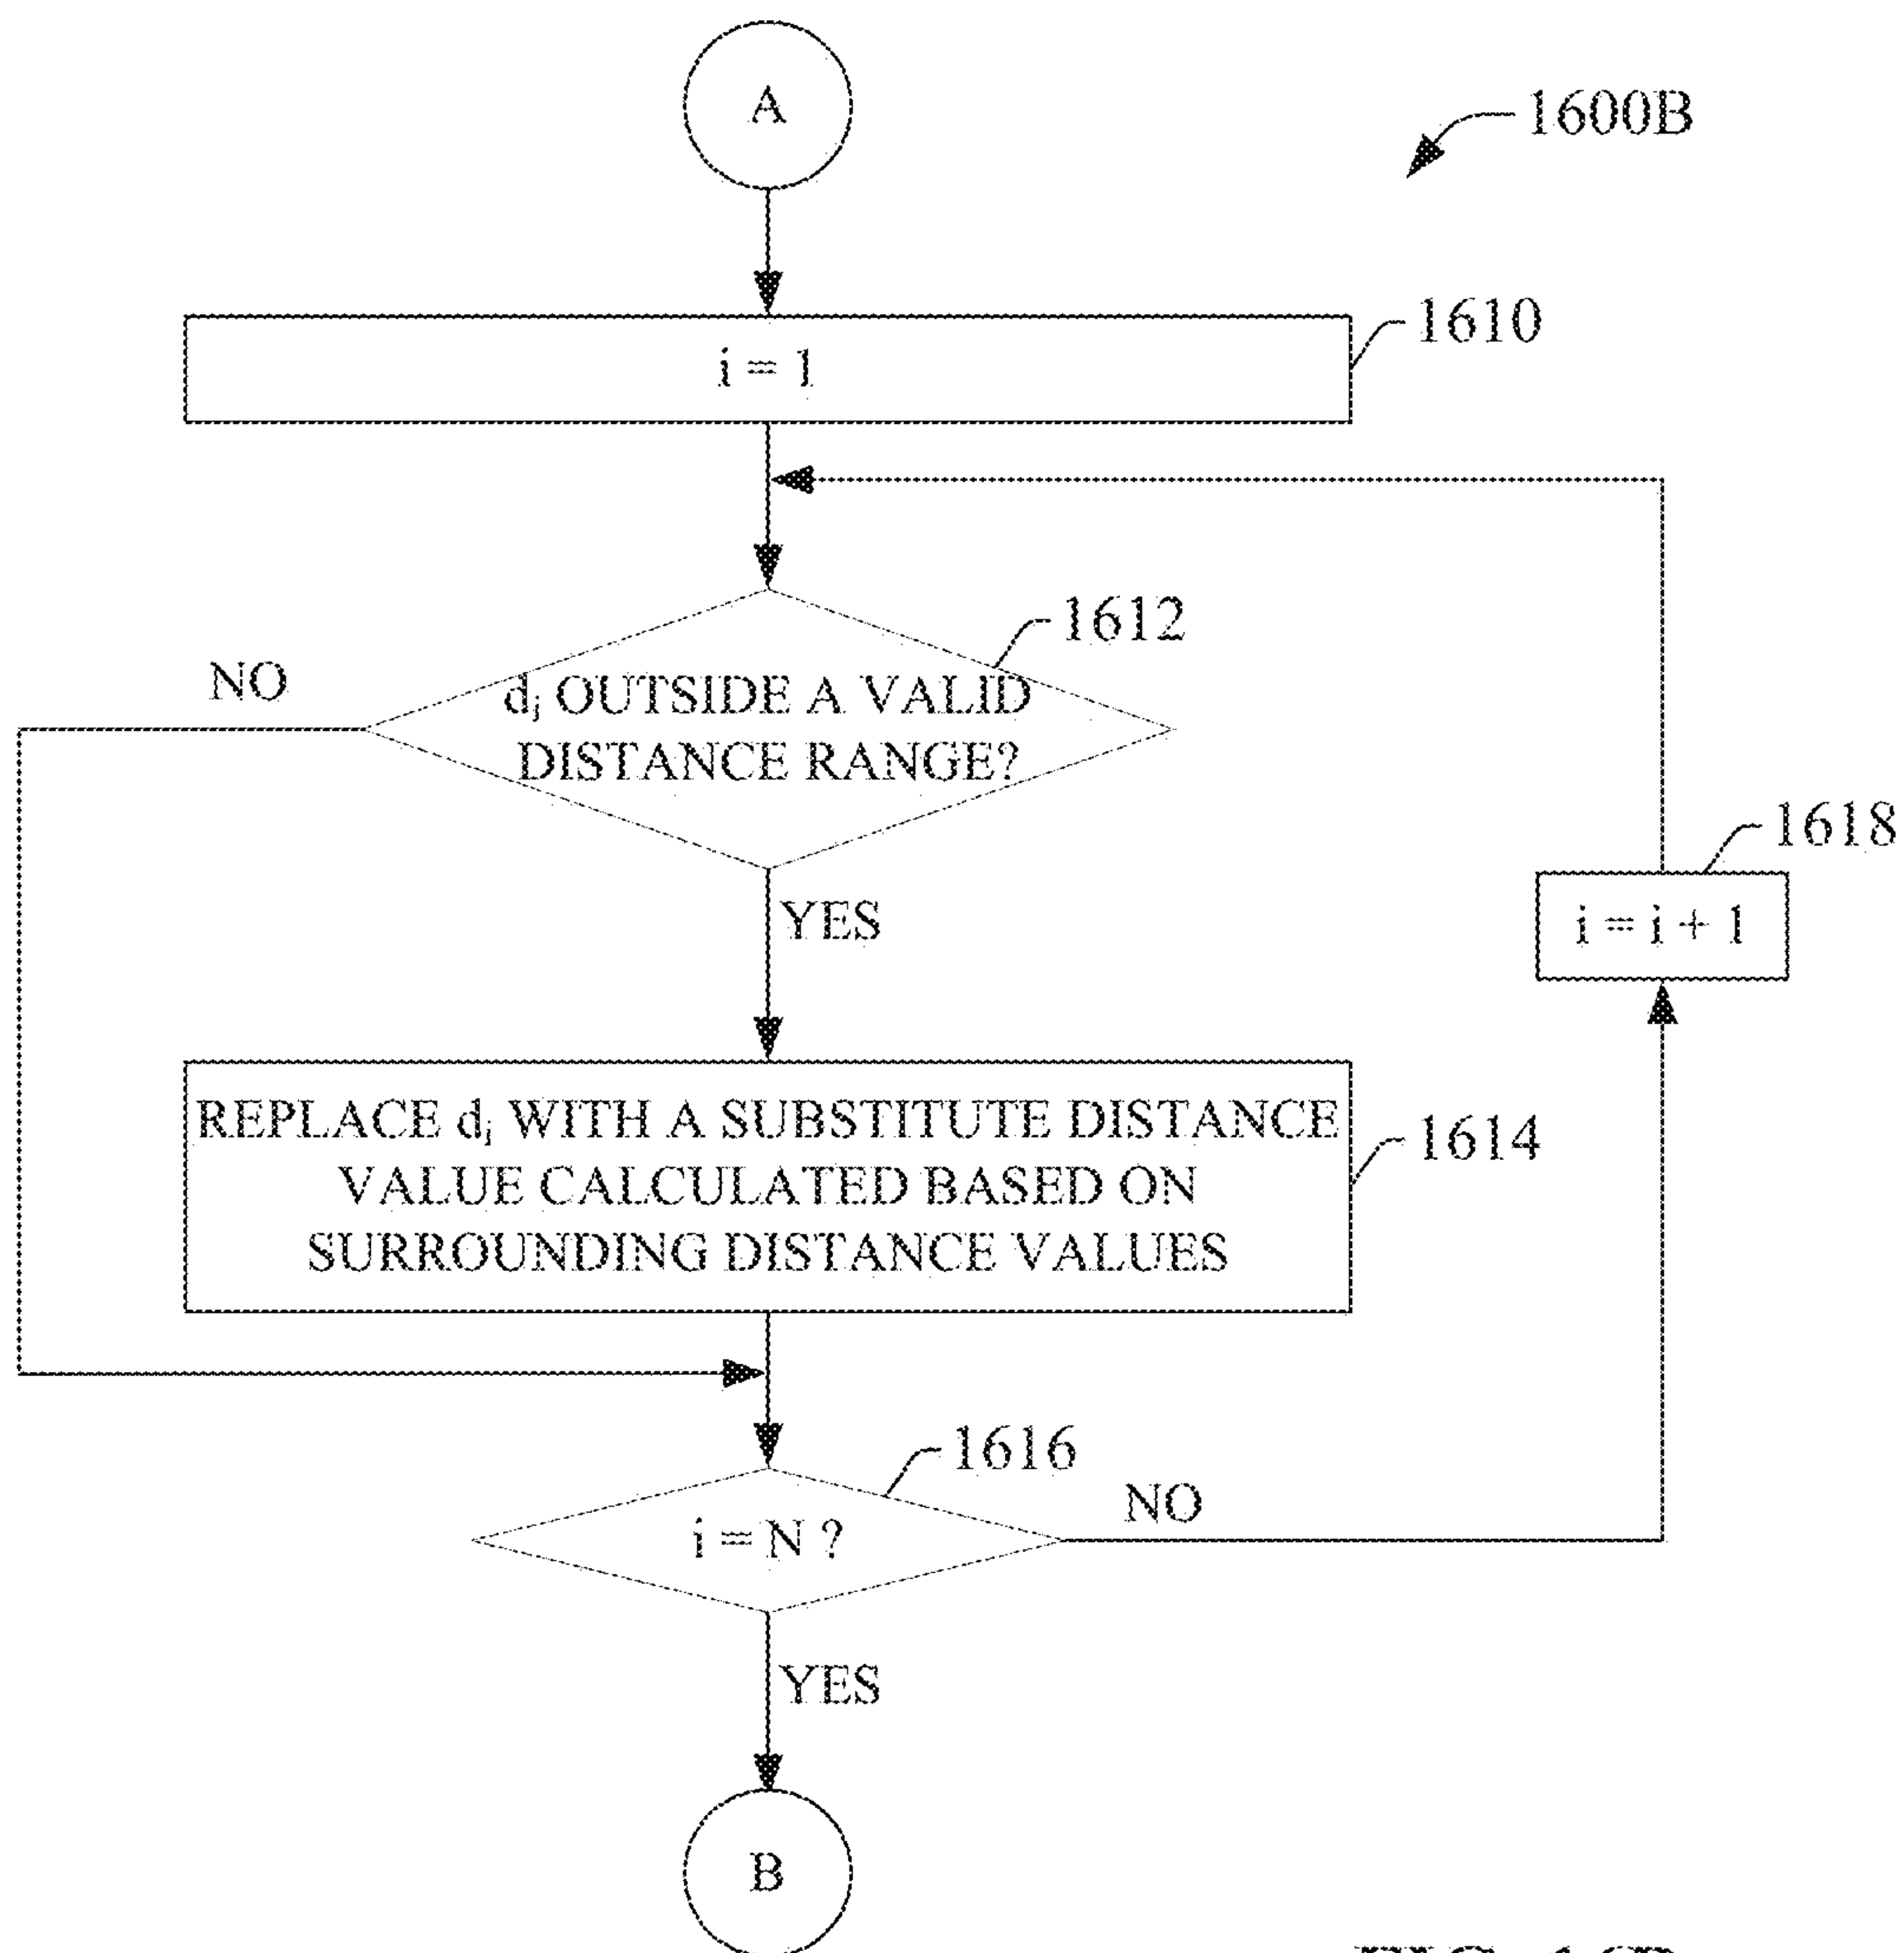 A
1600B
1610
i = 1
1612
NO
dᵢ OUTSIDE A VALID
DISTANCE RANGE?
1618
YES
i = i + 1
REPLACE dᵢ WITH A SUBSTITUTE DISTANCE
1614
VALUE CALCULATED BASED ON
SURROUNDING DISTANCE VALUES
1616
NO
i = N ?
YES
B